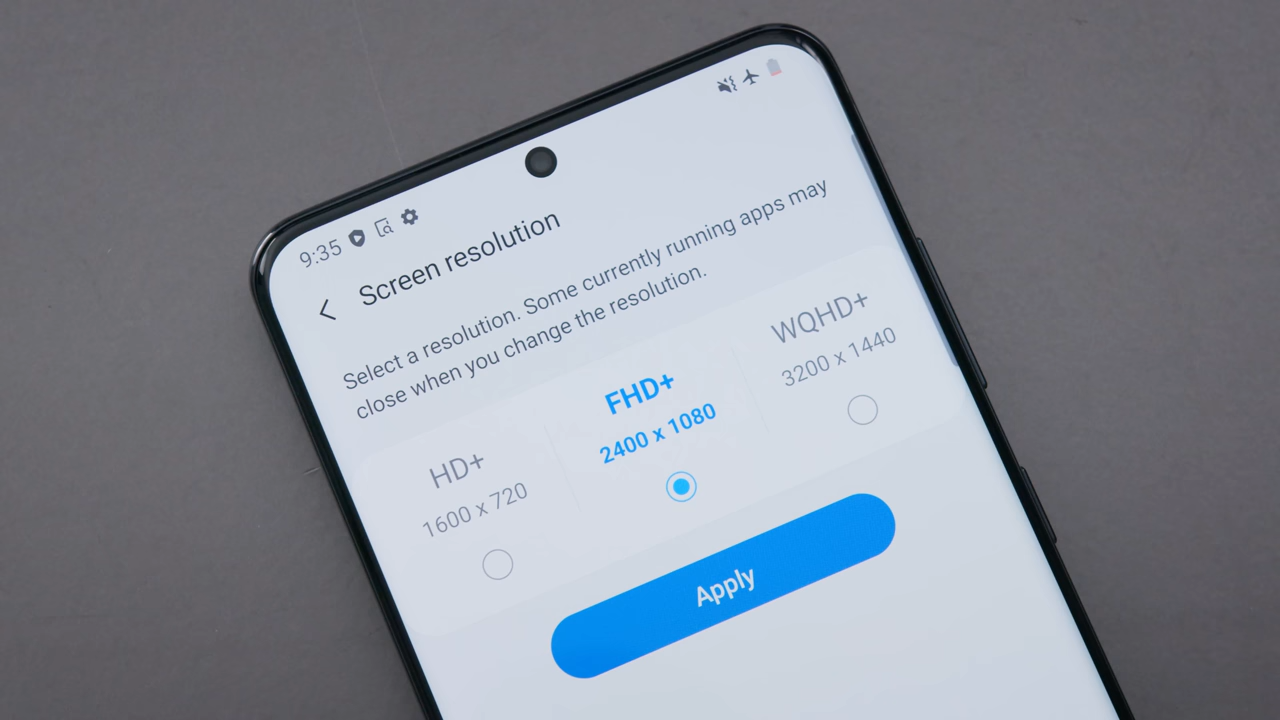 9:35
Screen resolution
Select a resolution. Some currently running apps may
close when you change the resolution.
HD+
1600 x 720
FHD+
2400 x 1080
WQHD+
3200 x 1440
Apply